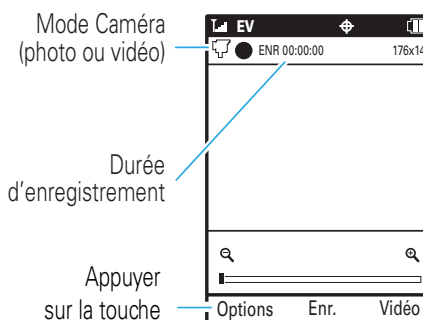 Mode Caméra
(photo ou vidéo)
EV
ENR 00:00:00 176x14
Durée
d'enregistrement
Appuyer
sur la touche
Options Enr. Vidéo